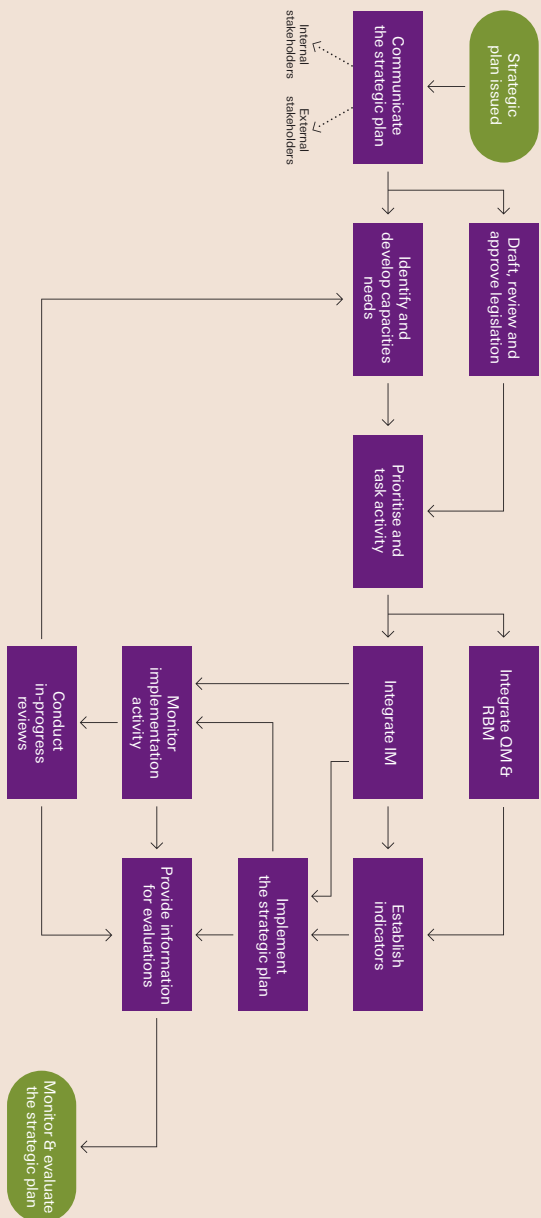 Strategic
plan issued
Communicate
the strategic plan
Internal
stakeholders
External
stakeholders
Draft, review and
approve legislation
Identify and
develop capacities
needs
Prioritise and
task activity
Integrate QM &
RBM
Integrate IM
Monitor
implementation
activity
Conduct
in-progress
reviews
Establish
indicators
Implement
the strategic plan
Provide information
for evaluations
Monitor & evaluate
the strategic plan